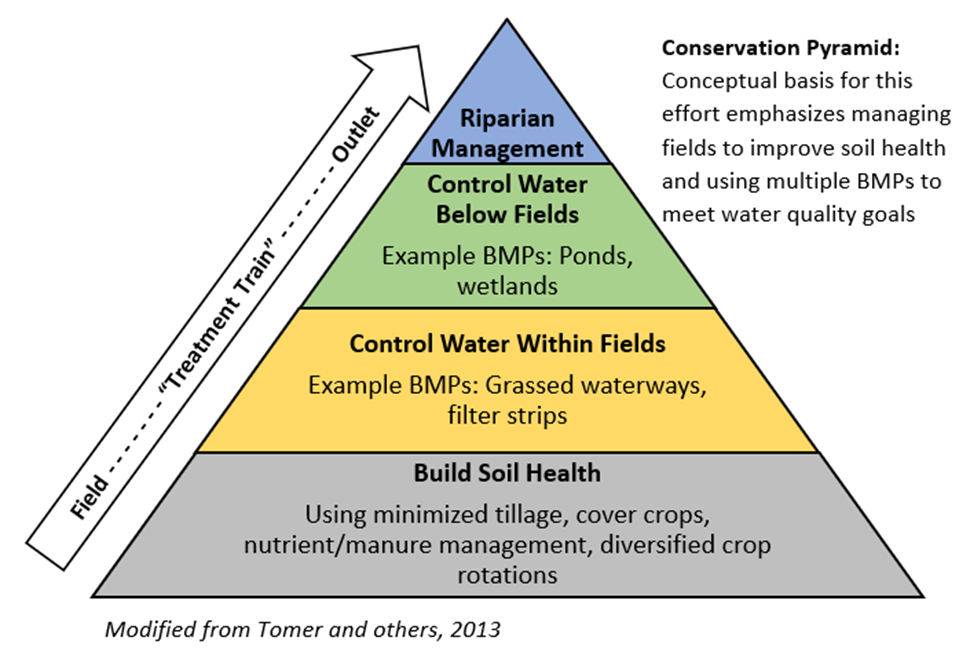 Conservation Pyramid:
Conceptual basis for this
effort emphasizes managing
fields to improve soil health
and using multiple BMPs to
meet water quality goals
Field ------ “Treatment Train” ------ Outlet
Riparian
Management
Control Water
Below Fields
Example BMPs: Ponds,
wetlands
Control Water Within Fields
Example BMPs: Grassed waterways,
filter strips
Build Soil Health
Using minimized tillage, cover crops,
nutrient/manure management, diversified crop
rotations
Modified from Tomer and others, 2013